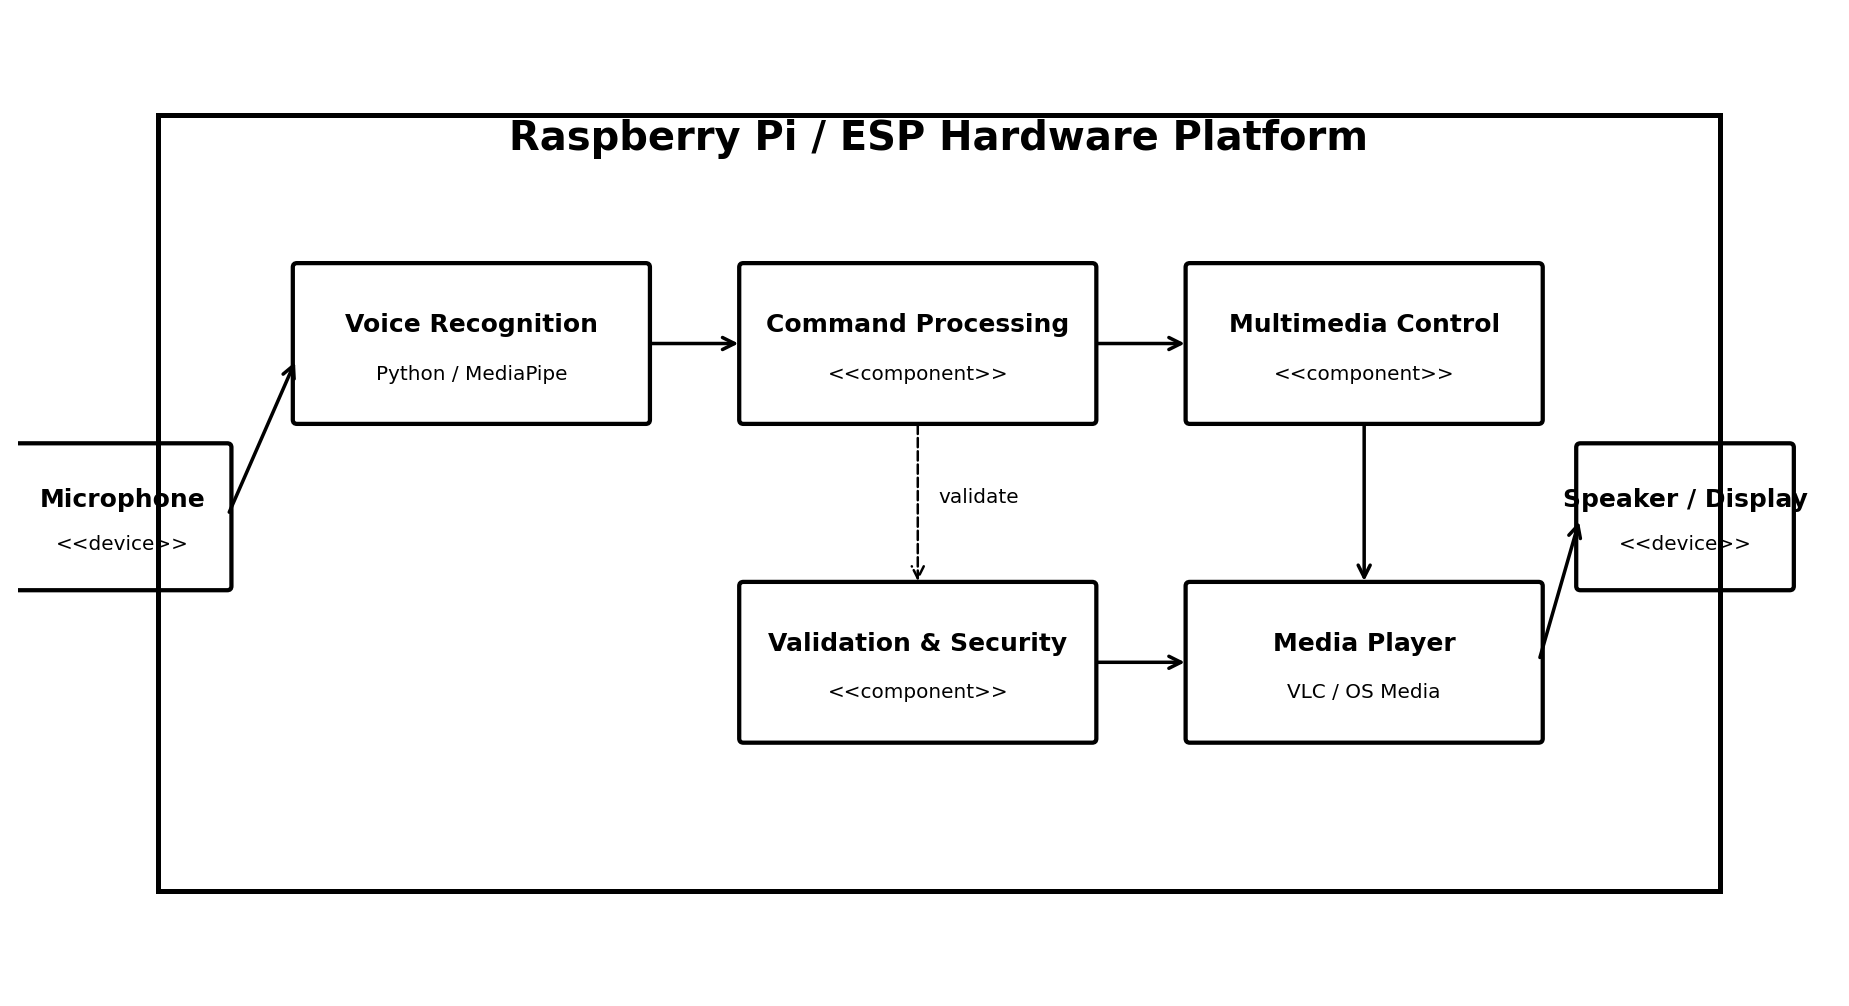 Raspberry Pi / ESP Hardware Platform
Voice Recognition
Python / MediaPipe
Command Processing
<<component>>
Multimedia Control
<<component>>
Microphone
<<device>>
validate
Speaker / Display
<<device>>
Validation & Security
<<component>>
Media Player
VLC / OS Media